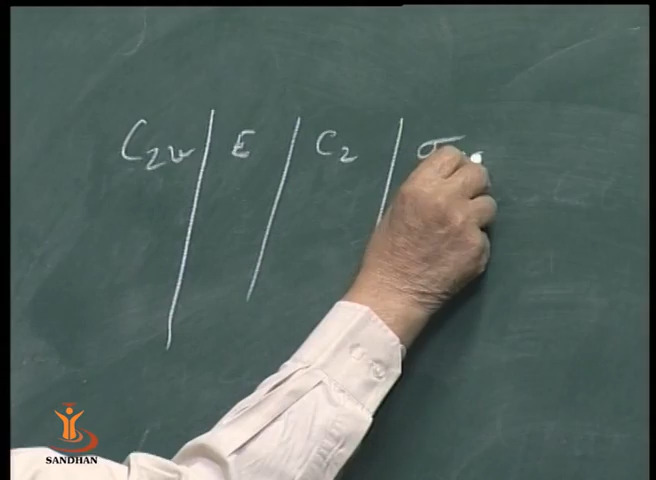 C₂ᵥ | E | C₂ | σ
SANDHAN